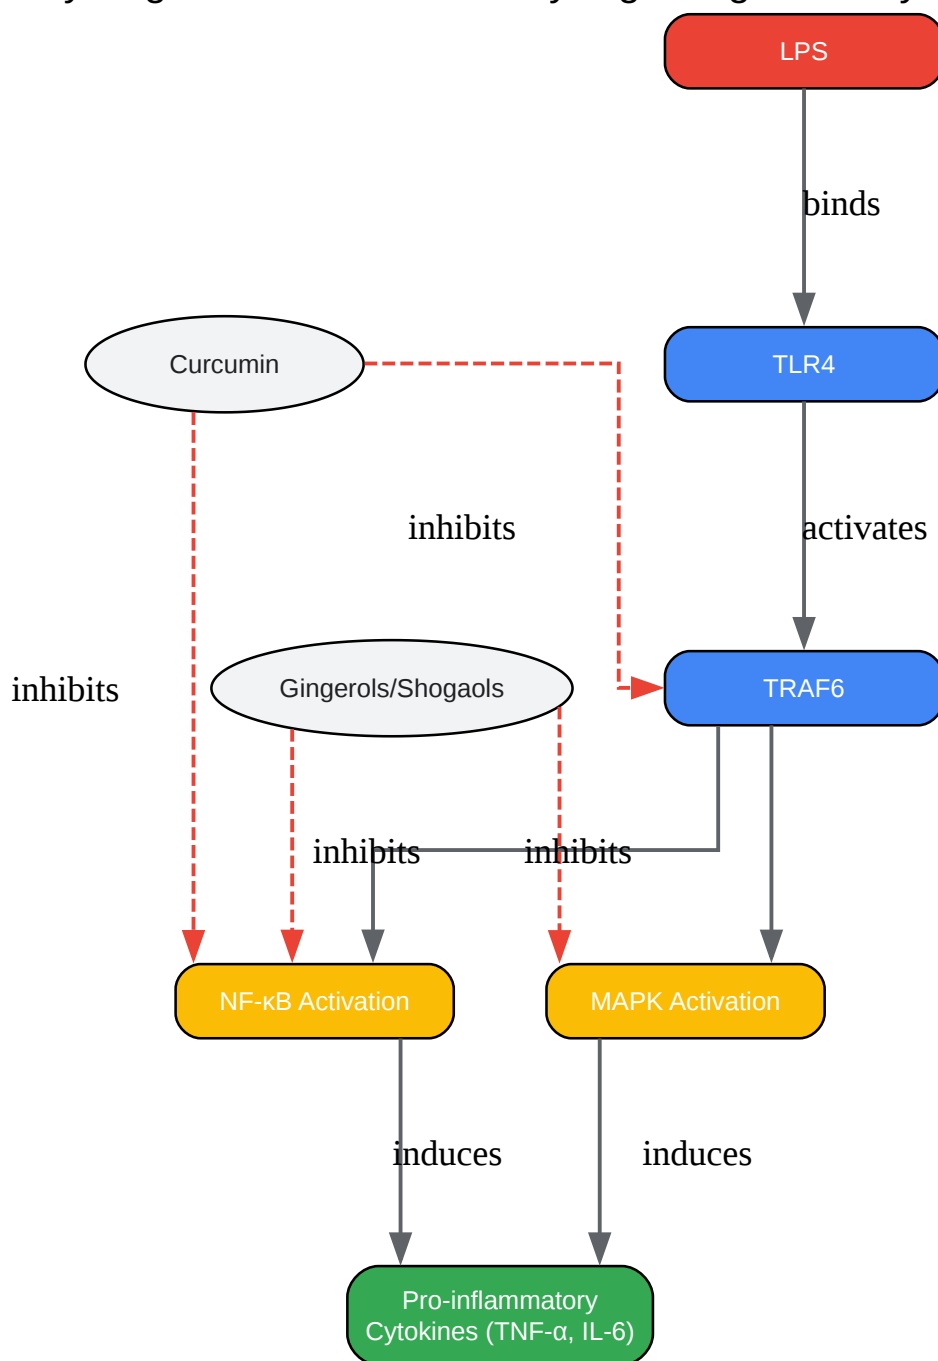 LPS
binds
Curcumin
TLR4
inhibits
activates
inhibits
Gingerols/Shogaols
TRAF6
inhibits
inhibits
NF-κB Activation
MAPK Activation
induces
induces
Pro-inflammatory
Cytokines (TNF-α, IL-6)